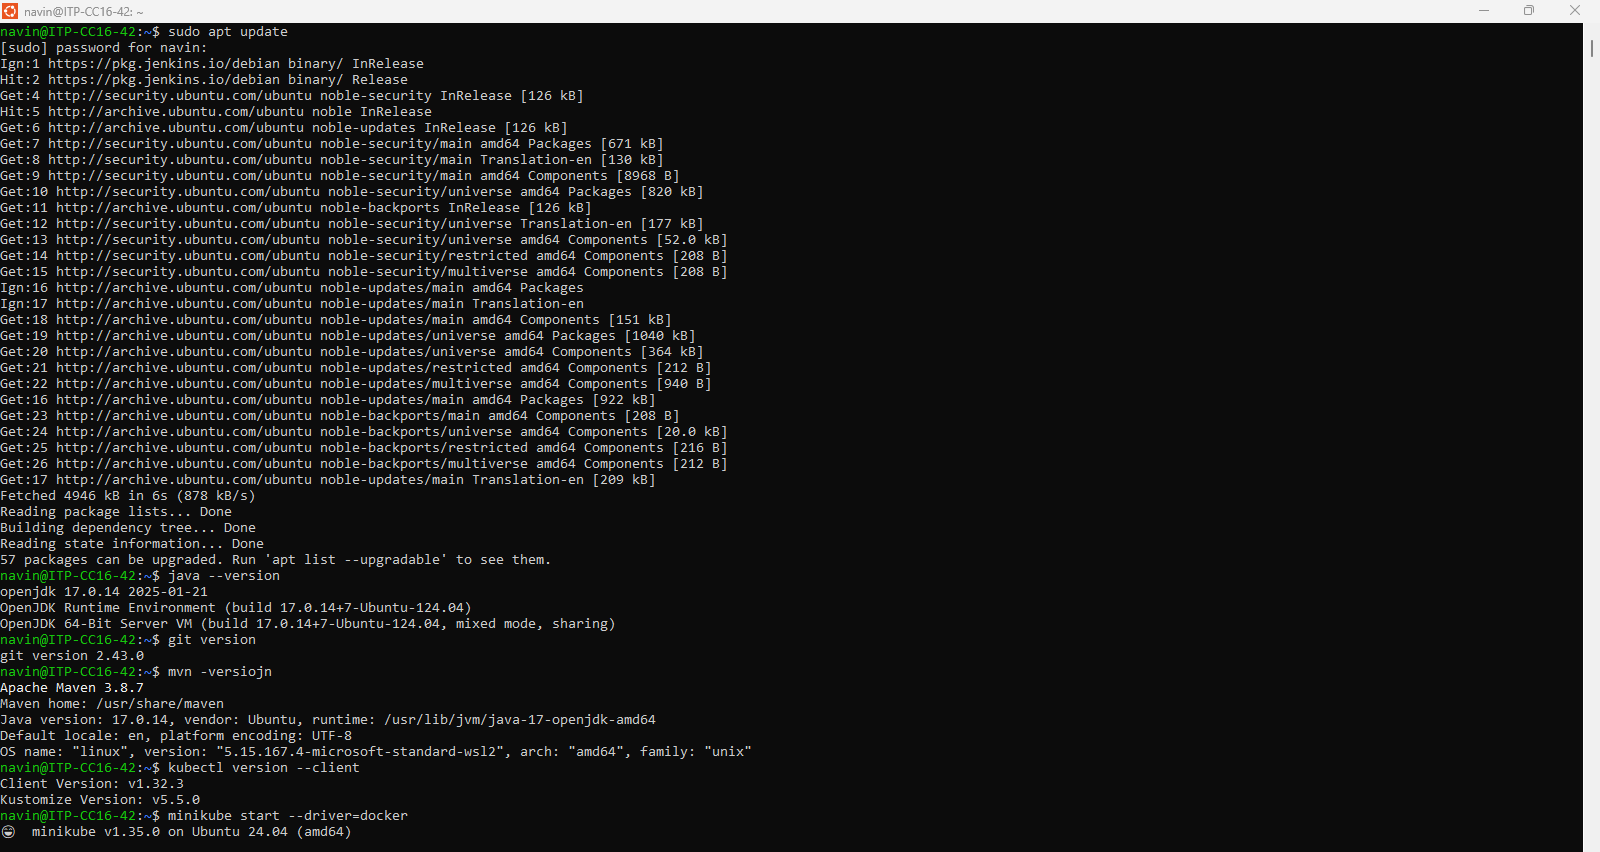 navin@ITP-CC16-42: ~
navin@ITP-CC16-42:~$ sudo apt update
[sudo] password for navin:
Ign:1 https://pkg.jenkins.io/debian binary/ InRelease
Hit:2 https://pkg.jenkins.io/debian binary/ Release
Get:4 http://security.ubuntu.com/ubuntu noble-security InRelease [126 kB]
Hit:5 http://archive.ubuntu.com/ubuntu noble InRelease
Get:6 http://archive.ubuntu.com/ubuntu noble-updates InRelease [126 kB]
Get:7 http://security.ubuntu.com/ubuntu noble-security/main amd64 Packages [671 kB]
Get:8 http://security.ubuntu.com/ubuntu noble-security/main Translation-en [130 kB]
Get:9 http://security.ubuntu.com/ubuntu noble-security/main amd64 Components [8968 B]
Get:10 http://security.ubuntu.com/ubuntu noble-security/universe amd64 Packages [820 kB]
Get:11 http://archive.ubuntu.com/ubuntu noble-backports InRelease [126 kB]
Get:12 http://security.ubuntu.com/ubuntu noble-security/universe Translation-en [177 kB]
Get:13 http://security.ubuntu.com/ubuntu noble-security/universe amd64 Components [52.0 kB]
Get:14 http://security.ubuntu.com/ubuntu noble-security/restricted amd64 Components [208 B]
Get:15 http://security.ubuntu.com/ubuntu noble-security/multiverse amd64 Components [208 B]
Ign:16 http://archive.ubuntu.com/ubuntu noble-updates/main amd64 Packages
Ign:17 http://archive.ubuntu.com/ubuntu noble-updates/main Translation-en
Get:18 http://archive.ubuntu.com/ubuntu noble-updates/main amd64 Components [151 kB]
Get:19 http://archive.ubuntu.com/ubuntu noble-updates/universe amd64 Packages [1040 kB]
Get:20 http://archive.ubuntu.com/ubuntu noble-updates/universe amd64 Components [364 kB]
Get:21 http://archive.ubuntu.com/ubuntu noble-updates/restricted amd64 Components [212 B]
Get:22 http://archive.ubuntu.com/ubuntu noble-updates/multiverse amd64 Components [940 B]
Get:16 http://archive.ubuntu.com/ubuntu noble-updates/main amd64 Packages [922 kB]
Get:23 http://archive.ubuntu.com/ubuntu noble-backports/main amd64 Components [208 B]
Get:24 http://archive.ubuntu.com/ubuntu noble-backports/universe amd64 Components [20.0 kB]
Get:25 http://archive.ubuntu.com/ubuntu noble-backports/restricted amd64 Components [216 B]
Get:26 http://archive.ubuntu.com/ubuntu noble-backports/multiverse amd64 Components [212 B]
Get:17 http://archive.ubuntu.com/ubuntu noble-updates/main Translation-en [209 kB]
Fetched 4946 kB in 6s (878 kB/s)
Reading package lists... Done
Building dependency tree... Done
Reading state information... Done
57 packages can be upgraded. Run 'apt list --upgradable' to see them.
navin@ITP-CC16-42:~$ java --version
openjdk 17.0.14 2025-01-21
OpenJDK Runtime Environment (build 17.0.14+7-Ubuntu-124.04)
OpenJDK 64-Bit Server VM (build 17.0.14+7-Ubuntu-124.04, mixed mode, sharing)
navin@ITP-CC16-42:~$ git version
git version 2.43.0
navin@ITP-CC16-42:~$ mvn -versiojn
Apache Maven 3.8.7
Maven home: /usr/share/maven
Java version: 17.0.14, vendor: Ubuntu, runtime: /usr/lib/jvm/java-17-openjdk-amd64
Default locale: en, platform encoding: UTF-8
OS name: "linux", version: "5.15.167.4-microsoft-standard-wsl2", arch: "amd64", family: "unix"
navin@ITP-CC16-42:~$ kubectl version --client
Client Version: v1.32.3
Kustomize Version: v5.5.0
navin@ITP-CC16-42:~$ minikube start --driver=docker
😄  minikube v1.35.0 on Ubuntu 24.04 (amd64)